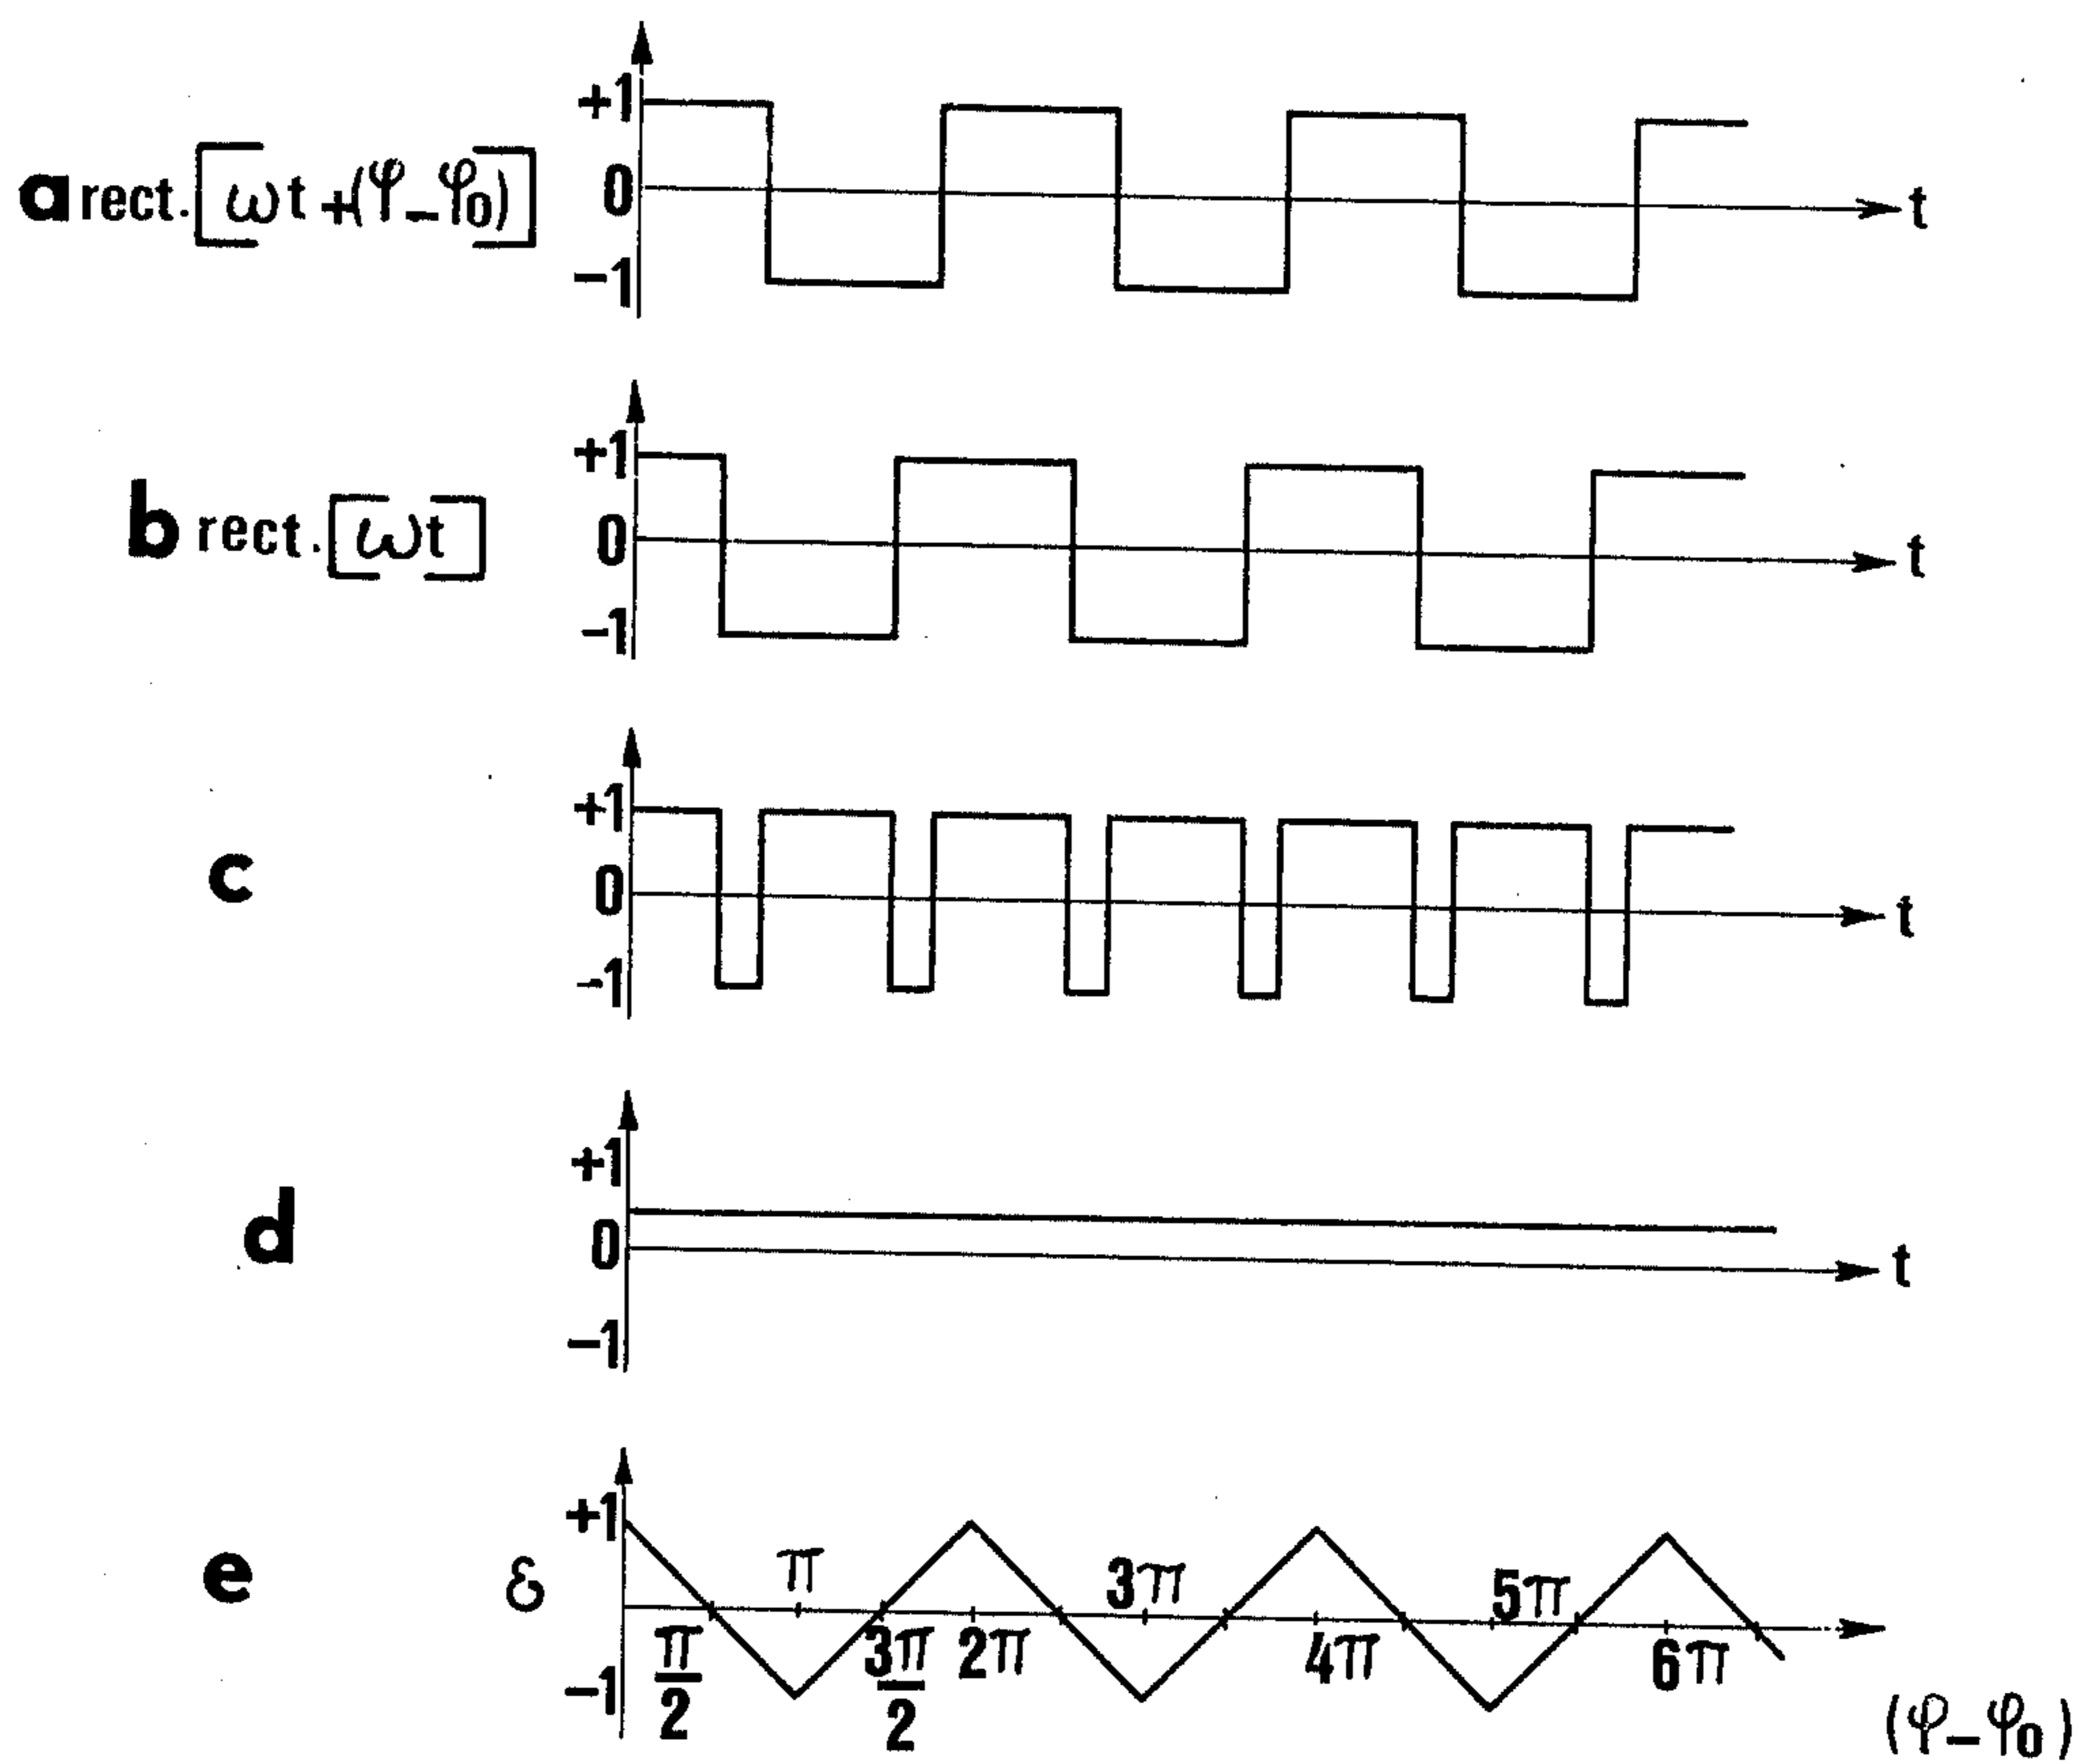 +1
a rect. [ωt +(φ-φ0)]
0
t
-1
+1
b rect. [ωt]
0
t
-1
+1
c
0
t
-1
+1
d
0
t
-1
+1
e
ε
π
3π
5π
π/2
3π/2
2π
4π
6π
-1
(φ-φ0)